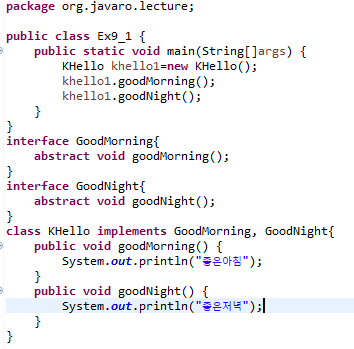 package org.javaro.lecture;
public class Ex9_1 {
public static void main(String[]args) {
KHello khello1=new KHello();
khello1.goodMorning();
khello1.goodNight();
}
}
interface GoodMorning{
abstract void goodMorning();
}
interface GoodNight{
abstract void goodNight();
}
class KHello implements GoodMorning, GoodNight{
public void goodMorning() {
System.out.println("좋은아침");
}
public void goodNight() {
System.out.println("좋은저녁");
}
}